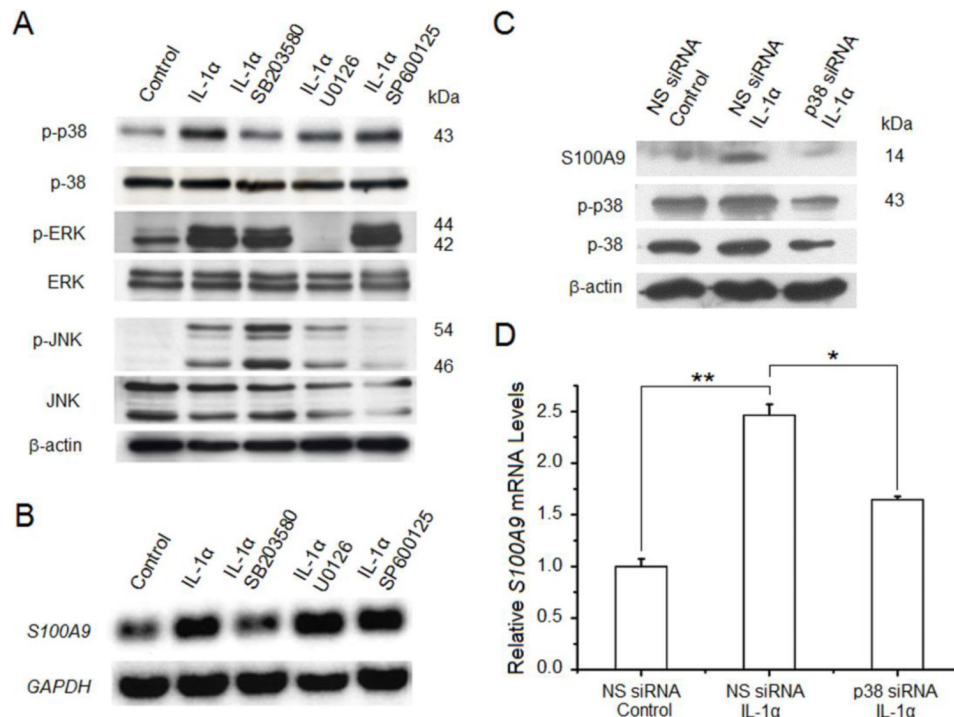 A
Control
IL-1α
IL-1α
SB203580
IL-1α
U0126
IL-1α
SP600125
kDa
p-p38
43
p-38
p-ERK
44
42
ERK
p-JNK
54
46
JNK
β-actin
B
Control
IL-1α
IL-1α
SB203580
IL-1α
U0126
IL-1α
SP600125
S100A9
GAPDH
C
NS siRNA
Control
NS siRNA
IL-1α
p38 siRNA
IL-1α
kDa
S100A9
14
p-p38
43
p-38
β-actin
D
Relative S100A9 mRNA Levels
2.5
2.0
1.5
1.0
0.5
0.0
**
*
NS siRNA
Control
NS siRNA
IL-1α
p38 siRNA
IL-1α